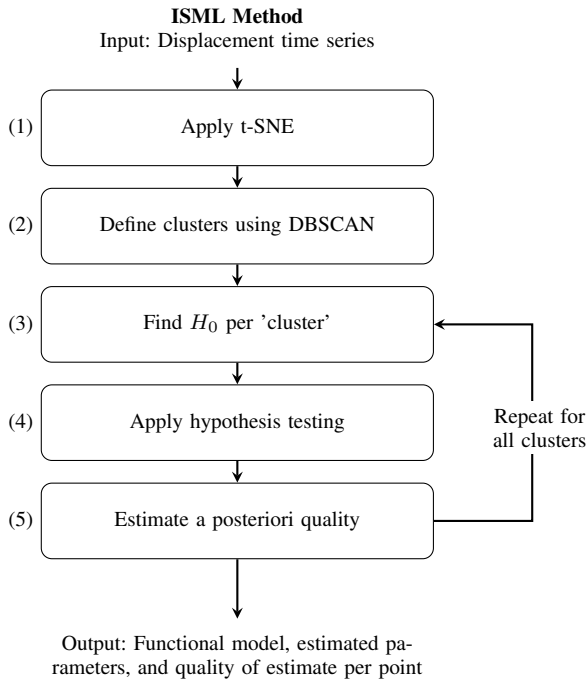 ISML Method
Input: Displacement time series
(1)
Apply t-SNE
(2)
Define clusters using DBSCAN
(3)
Find H₀ per 'cluster'
(4)
Apply hypothesis testing
Repeat for
all clusters
(5)
Estimate a posteriori quality
Output: Functional model, estimated pa-
rameters, and quality of estimate per point